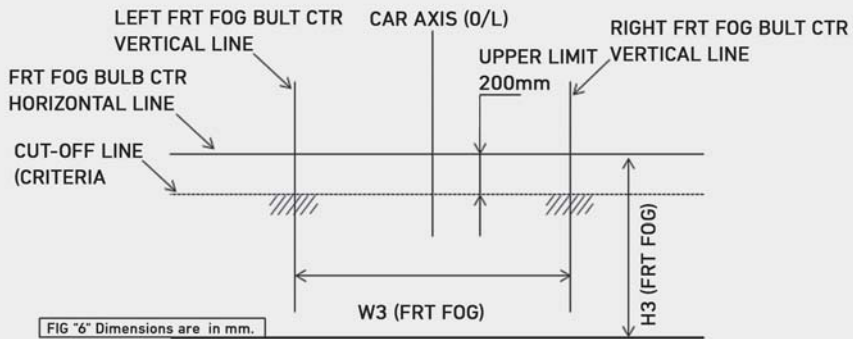 LEFT FRT FOG BULT CTR
VERTICAL LINE
CAR AXIS (0/L)
RIGHT FRT FOG BULT CTR
VERTICAL LINE
UPPER LIMIT
200mm
FRT FOG BULB CTR
HORIZONTAL LINE
CUT-OFF LINE
(CRITERIA
W3 (FRT FOG)
H3 (FRT FOG)
FIG "6" Dimensions are in mm.